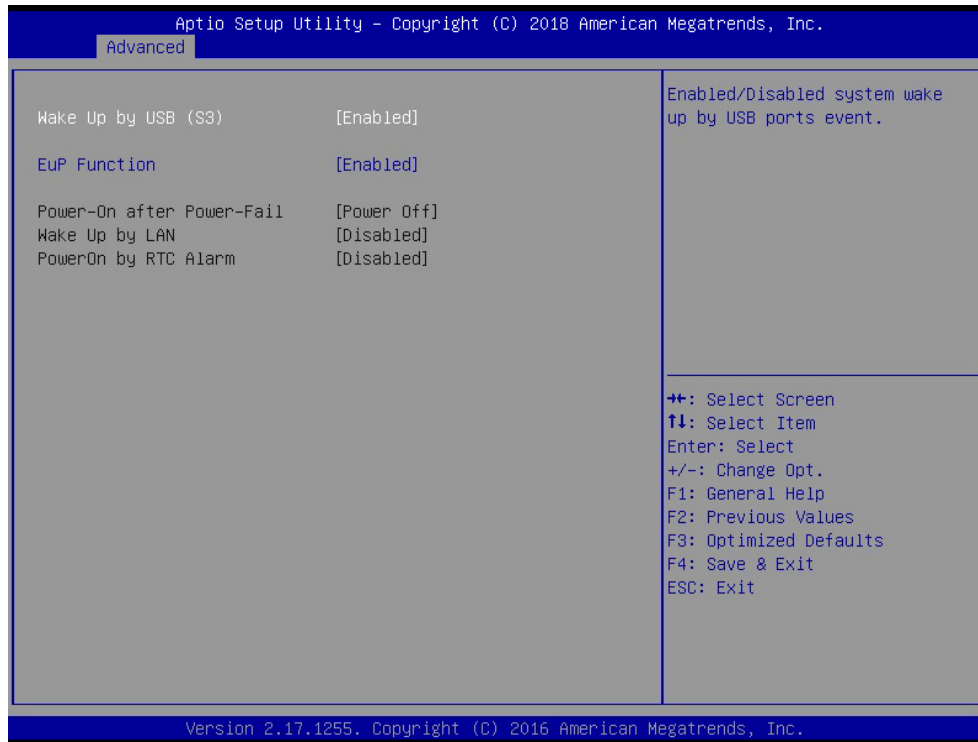 Aptio Setup Utility – Copyright (C) 2018 American Megatrends, Inc.
Advanced
Wake Up by USB (S3) [Enabled]
EuP Function [Enabled]
Power-On after Power-Fail [Power Off]
Wake Up by LAN [Disabled]
PowerOn by RTC Alarm [Disabled]
Enabled/Disabled system wake
up by USB ports event.
→←: Select Screen
↑↓: Select Item
Enter: Select
+/-: Change Opt.
F1: General Help
F2: Previous Values
F3: Optimized Defaults
F4: Save & Exit
ESC: Exit
Version 2.17.1255. Copyright (C) 2016 American Megatrends, Inc.